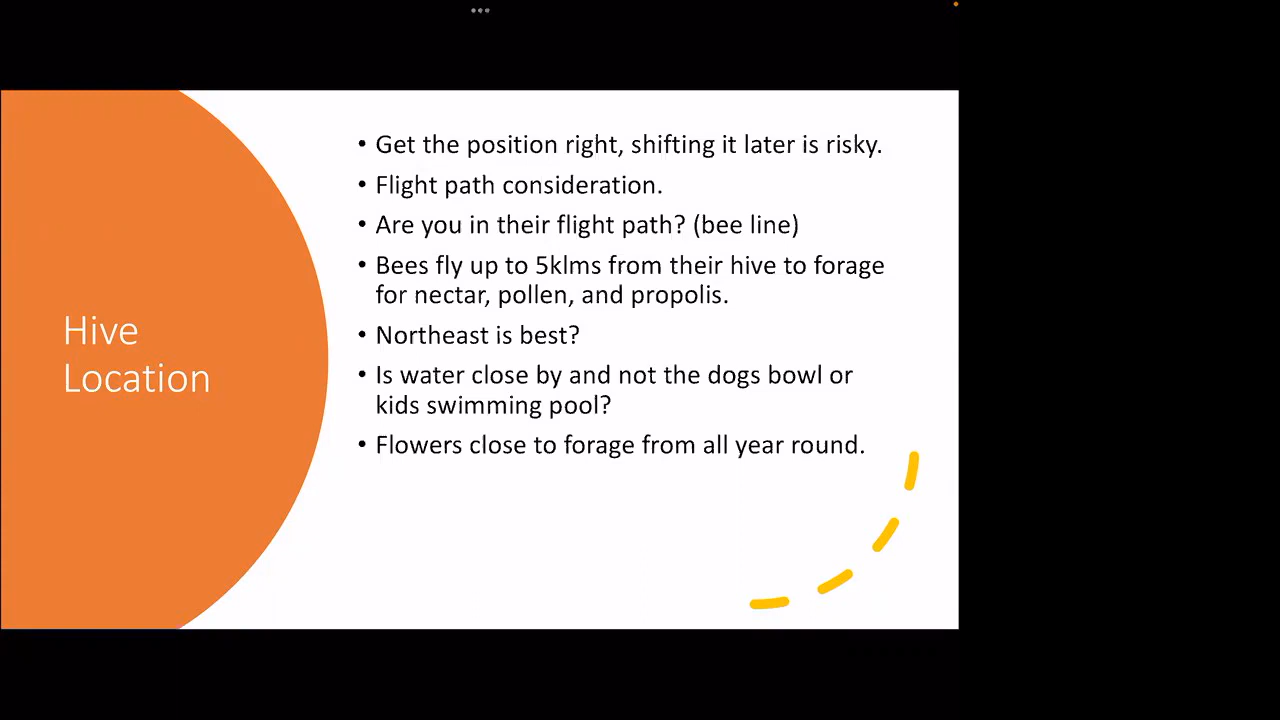 Hive
Location
• Get the position right, shifting it later is risky.
• Flight path consideration.
• Are you in their flight path? (bee line)
• Bees fly up to 5klms from their hive to forage
for nectar, pollen, and propolis.
• Northeast is best?
• Is water close by and not the dogs bowl or
kids swimming pool?
• Flowers close to forage from all year round.